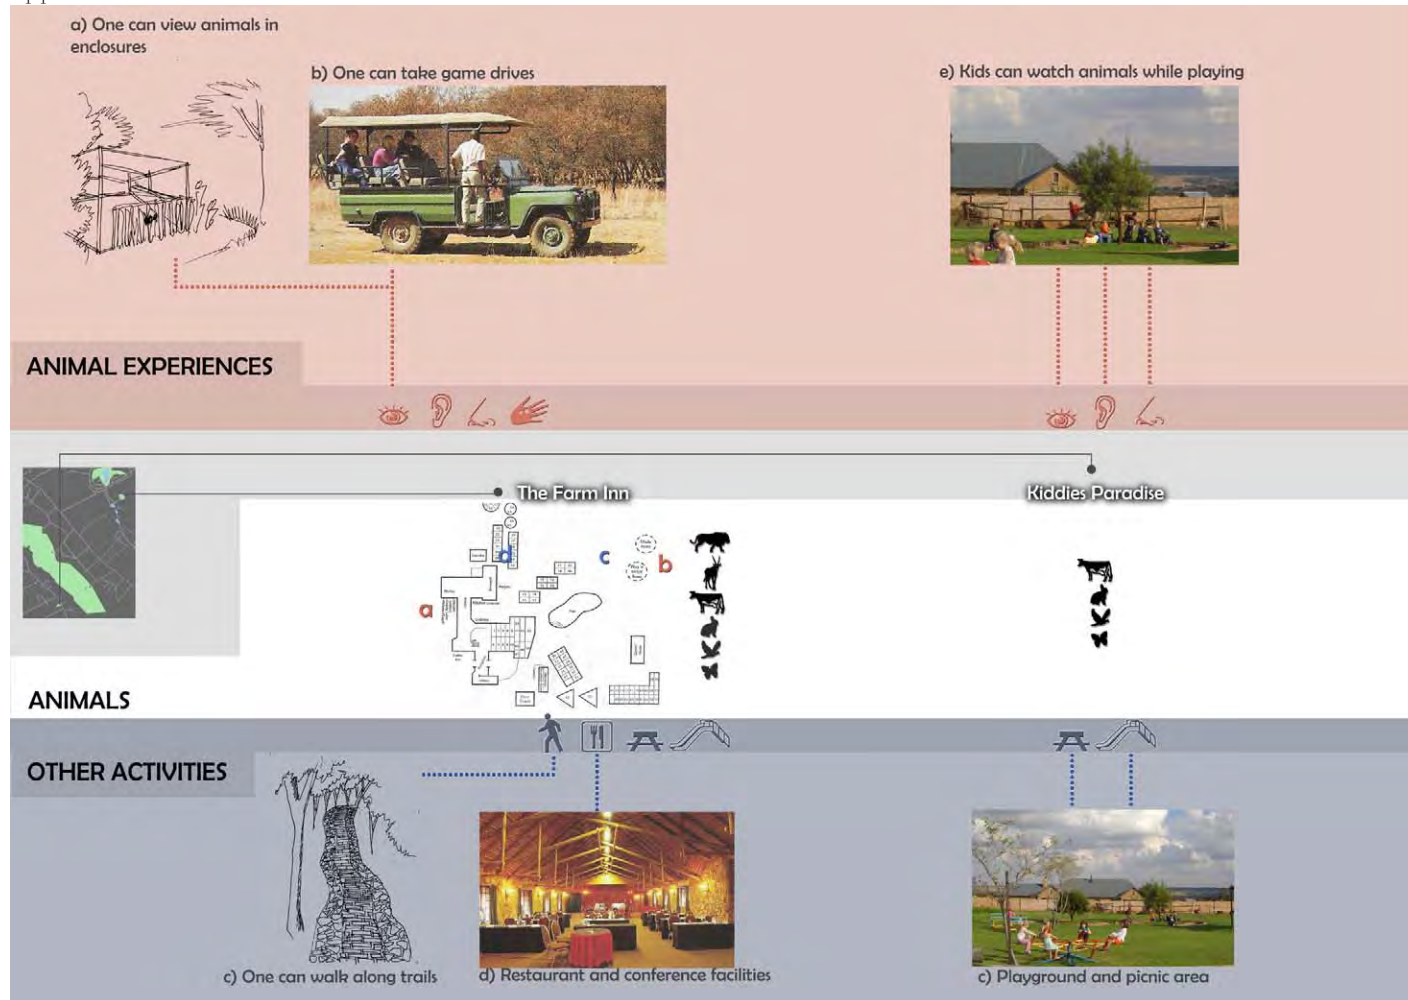 a) One can view animals in
enclosures
b) One can take game drives
e) Kids can watch animals while playing
ANIMAL EXPERIENCES
The Farm Inn
Kiddies Paradise
d
c
b
a
ANIMALS
OTHER ACTIVITIES
c) One can walk along trails
d) Restaurant and conference facilities
c) Playground and picnic area